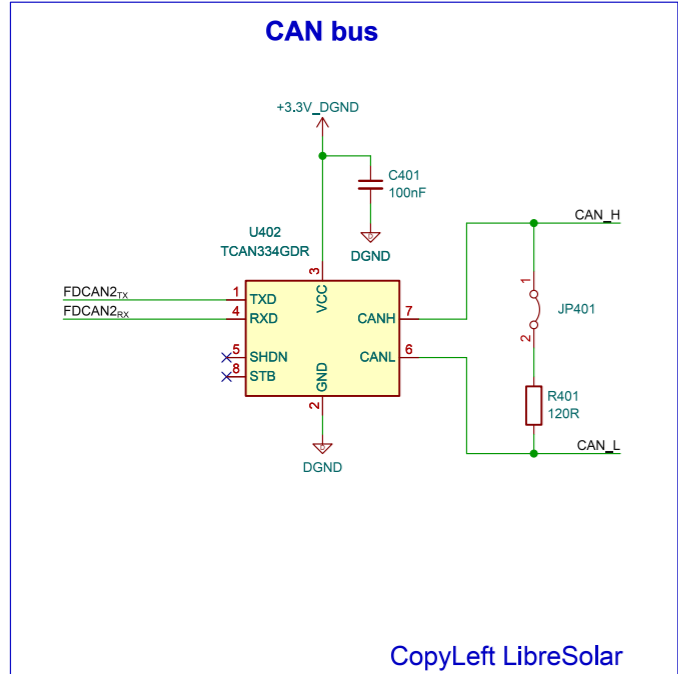 CAN bus
+3.3V_DGND
C401
100nF
DGND
U402
TCAN334GDR
CAN_H
3
VCC
FDCAN2TX
1
TXD
FDCAN2RX
4
RXD
CANH
7
1
JP401
2
5
SHDN
CANL
6
8
STB
GND
2
R401
120R
DGND
CAN_L
CopyLeft LibreSolar